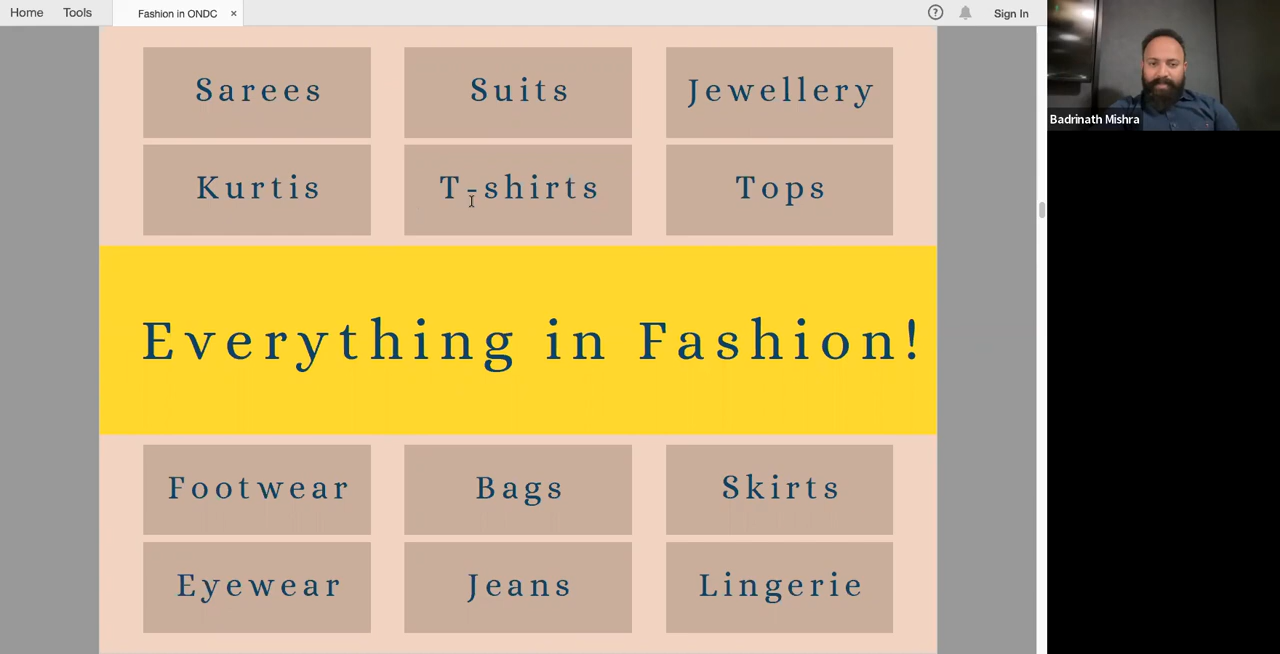 Home Tools Fashion in ONDC × ? Sign In
Sarees Suits Jewellery
Kurtis T-shirts Tops
Everything in Fashion!
Footwear Bags Skirts
Eyewear Jeans Lingerie
Badrinath Mishra